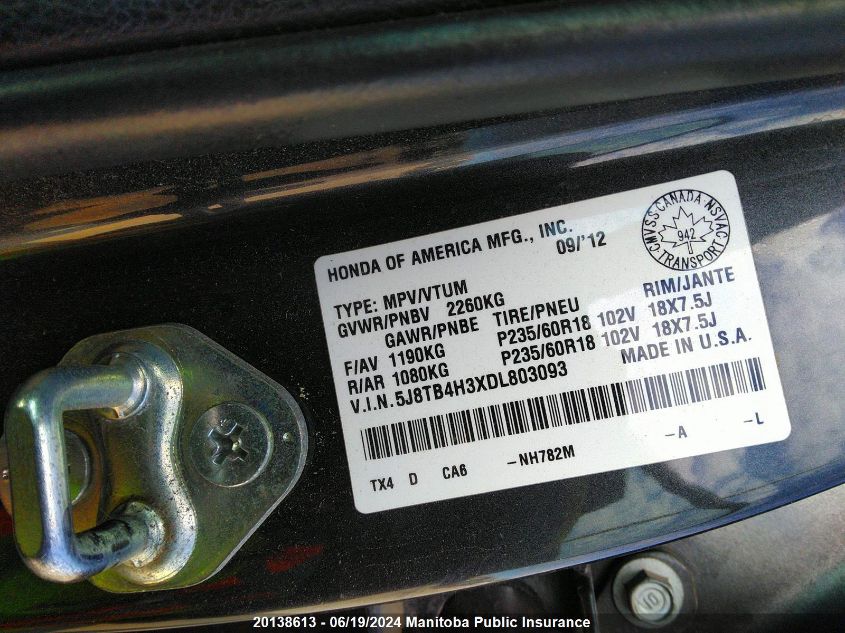 HONDA OF AMERICA MFG., INC.
09/'12
CMVSS CANADA NSVAC
942
TRANSPORT
TYPE: MPV/VTUM
GVWR/PNBV 2260KG
GAWR/PNBE TIRE/PNEU RIM/JANTE
F/AV 1190KG P235/60R18 102V 18X7.5J
R/AR 1080KG P235/60R18 102V 18X7.5J
V.I.N. 5J8TB4H3XDL803093 MADE IN U.S.A.
TX4 D CA6 -NH782M -A -L
10
20138613 - 06/19/2024 Manitoba Public Insurance